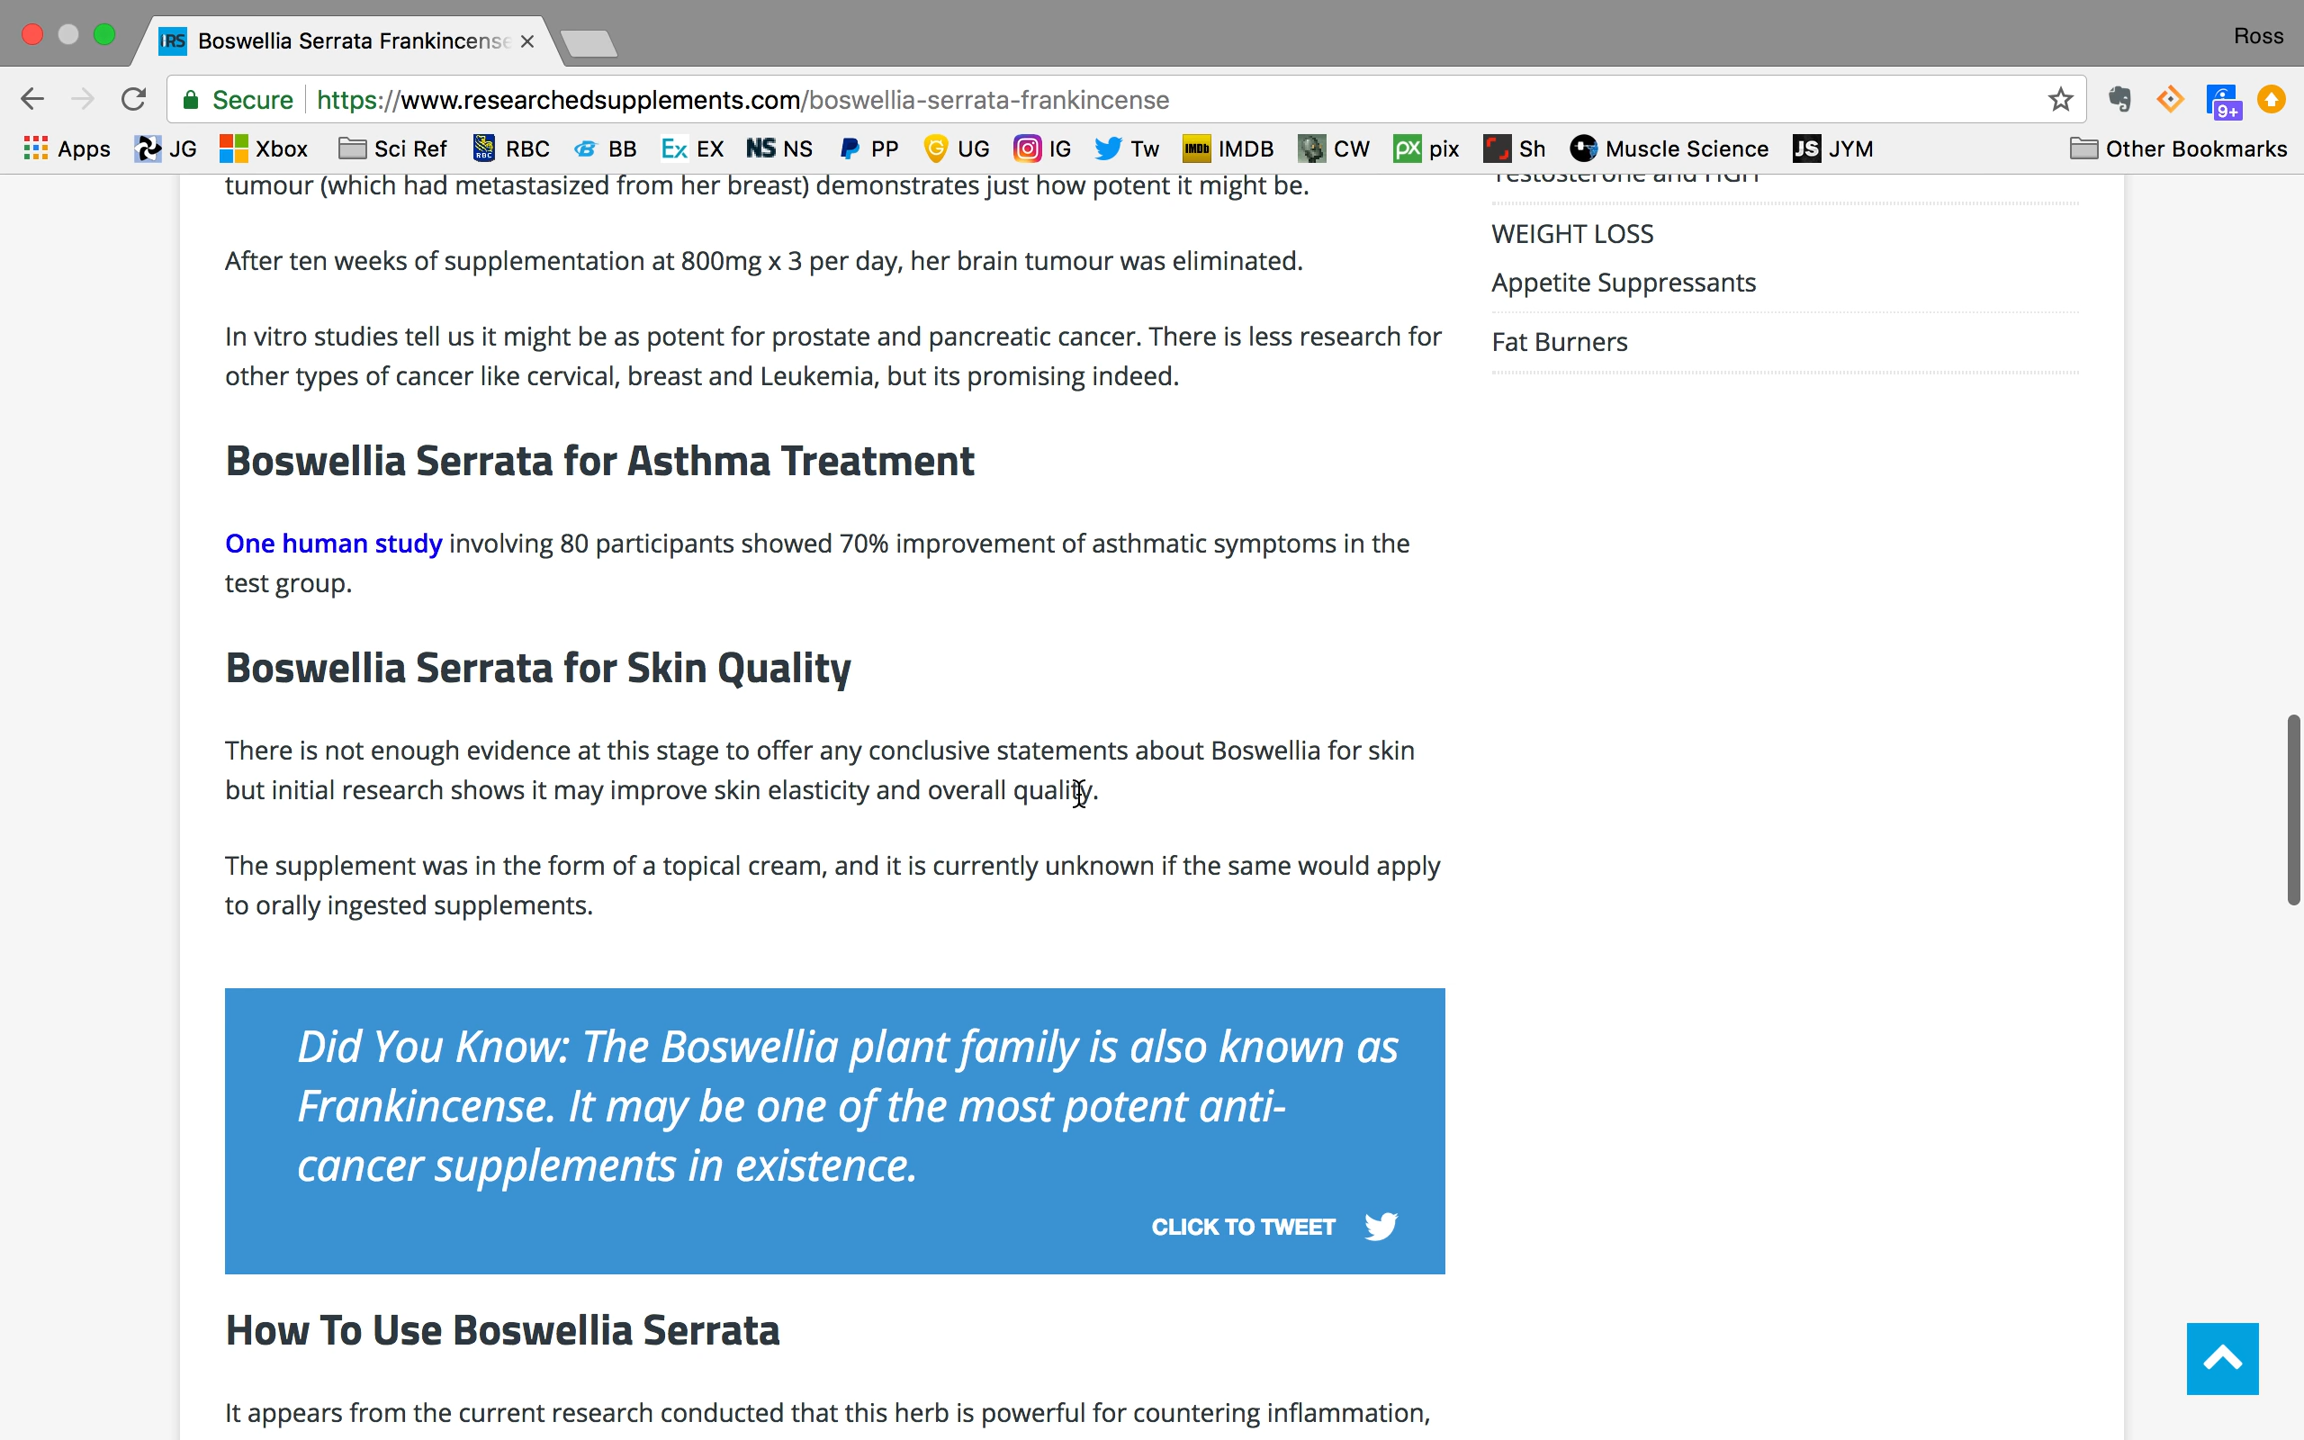 Boswellia Serrata Frankincense
Ross
Secure https://www.researchedsupplements.com/boswellia-serrata-frankincense
9+
Apps JG Xbox Sci Ref RBC BB EX NS PP UG IG Tw IMDB CW pix Sh Muscle Science JYM Other Bookmarks
tumour (which had metastasized from her breast) demonstrates just how potent it might be.
After ten weeks of supplementation at 800mg x 3 per day, her brain tumour was eliminated.
In vitro studies tell us it might be as potent for prostate and pancreatic cancer. There is less research for
other types of cancer like cervical, breast and Leukemia, but its promising indeed.
Boswellia Serrata for Asthma Treatment
One human study involving 80 participants showed 70% improvement of asthmatic symptoms in the
test group.
Boswellia Serrata for Skin Quality
There is not enough evidence at this stage to offer any conclusive statements about Boswellia for skin
but initial research shows it may improve skin elasticity and overall quality.
The supplement was in the form of a topical cream, and it is currently unknown if the same would apply
to orally ingested supplements.
Did You Know: The Boswellia plant family is also known as
Frankincense. It may be one of the most potent anti-
cancer supplements in existence.
CLICK TO TWEET
How To Use Boswellia Serrata
It appears from the current research conducted that this herb is powerful for countering inflammation,
Testosterone and HGH
WEIGHT LOSS
Appetite Suppressants
Fat Burners